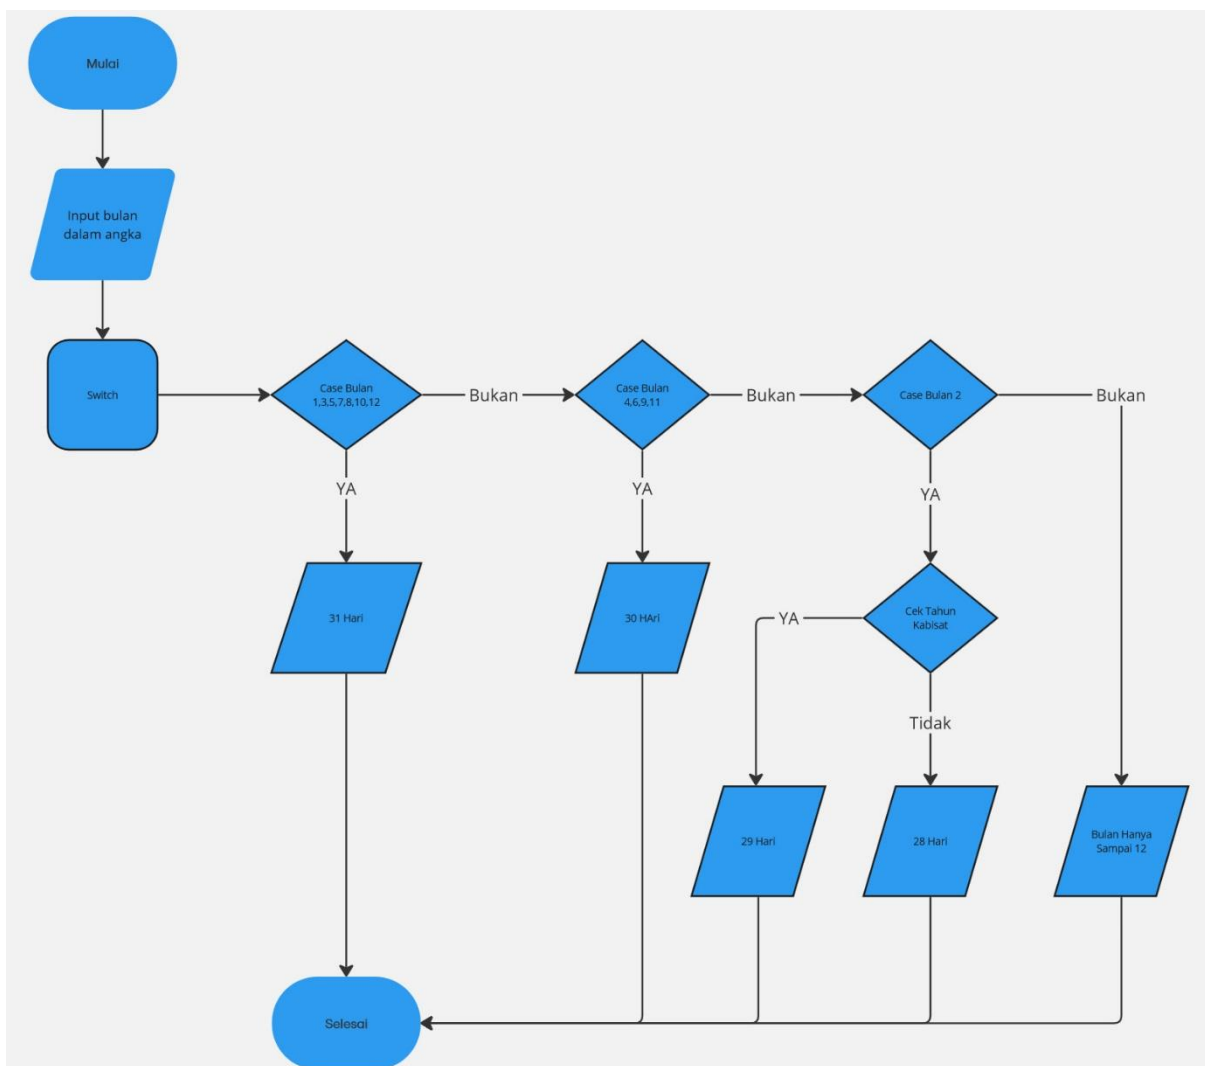 Mulai
Input bulan
dalam angka
Switch
Case Bulan
1,3,5,7,8,10,12
Bukan
Case Bulan
4,6,9,11
Bukan
Case Bulan 2
Bukan
YA
YA
YA
31 Hari
30 HAri
Cek Tahun
Kabisat
YA
Tidak
29 Hari
28 Hari
Bulan Hanya
Sampai 12
Selesai